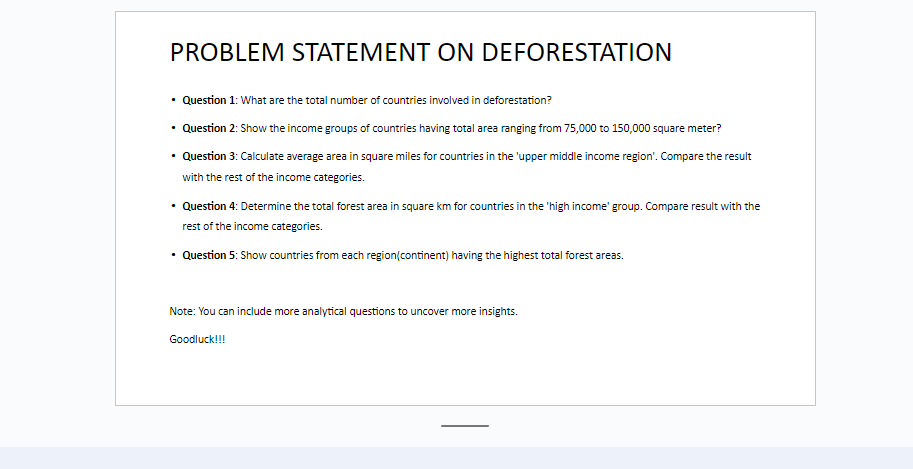 PROBLEM STATEMENT ON DEFORESTATION
• Question 1: What are the total number of countries involved in deforestation?
• Question 2: Show the income groups of countries having total area ranging from 75,000 to 150,000 square meter?
• Question 3: Calculate average area in square miles for countries in the 'upper middle income region'. Compare the result
with the rest of the income categories.
• Question 4: Determine the total forest area in square km for countries in the 'high income' group. Compare result with the
rest of the income categories.
• Question 5: Show countries from each region(continent) having the highest total forest areas.
Note: You can include more analytical questions to uncover more insights.
Goodluck!!!